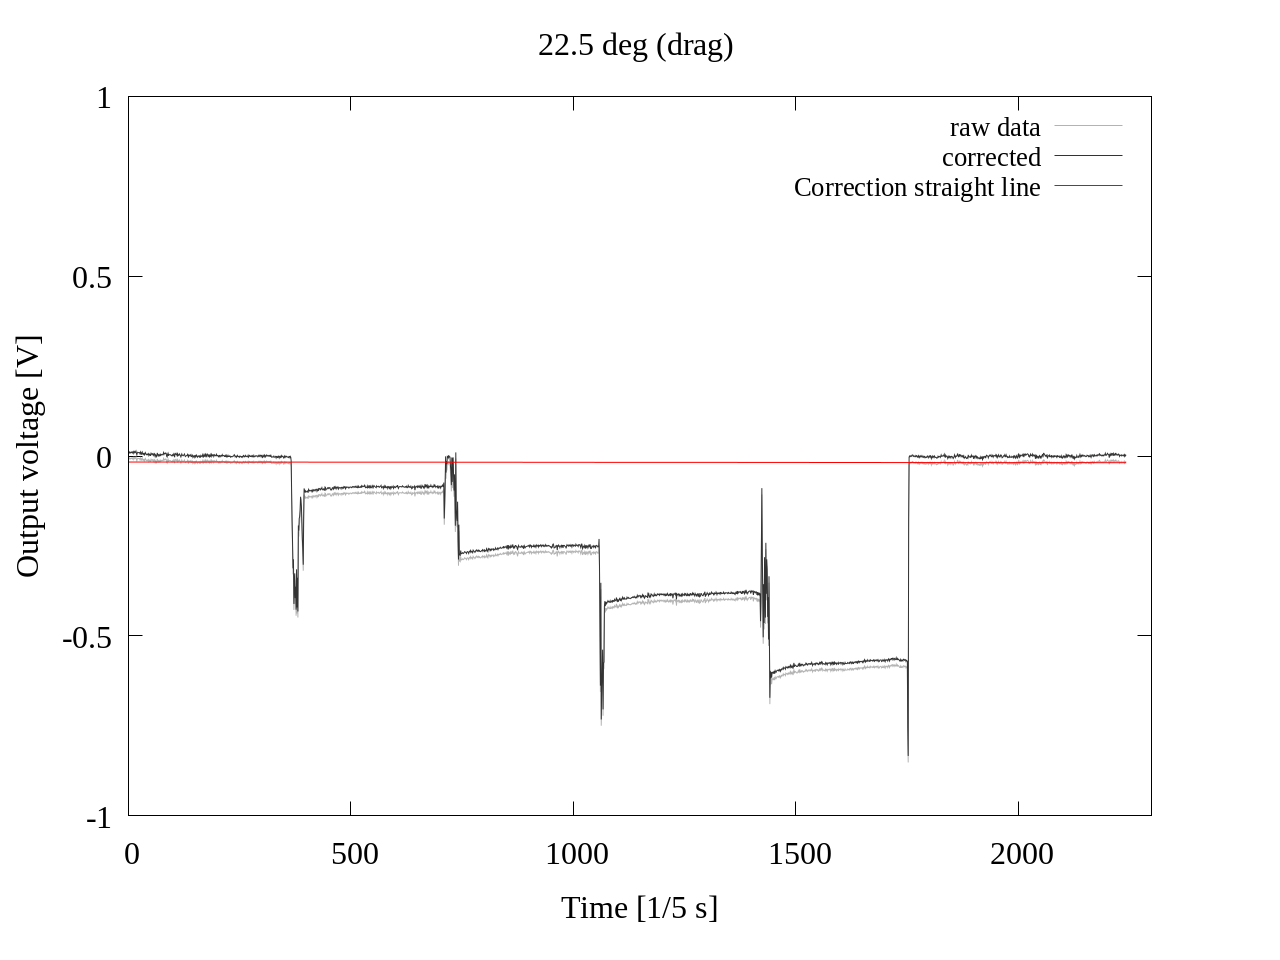 22.5 deg (drag)
1
0.5
0
-0.5
-1
Output voltage [V]
raw data
corrected
Correction straight line
0 500 1000 1500 2000
Time [1/5 s]